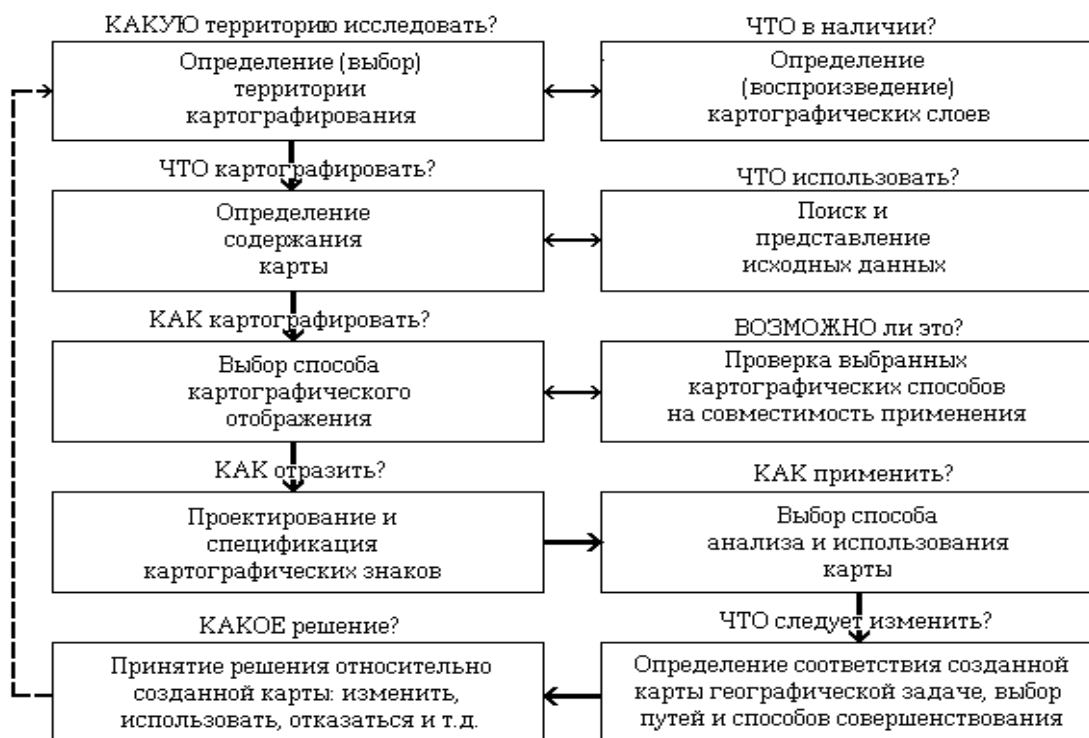 КАКУЮ территорию исследовать?
Определение (выбор)
территории
картографирования
ЧТО в наличии?
Определение
(воспроизведение)
картографических слоев
ЧТО картографировать?
Определение
содержания
карты
ЧТО использовать?
Поиск и
представление
исходных данных
КАК картографировать?
Выбор способа
картографического
отображения
ВОЗМОЖНО ли это?
Проверка выбранных
картографических способов
на совместимость применения
КАК отразить?
Проектирование и
спецификация
картографических знаков
КАК применить?
Выбор способа
анализа и использования
карты
КАКОЕ решение?
Принятие решения относительно
созданной карты: изменить,
использовать, отказаться и т.д.
ЧТО следует изменить?
Определение соответствия созданной
карты географической задаче, выбор
путей и способов совершенствования